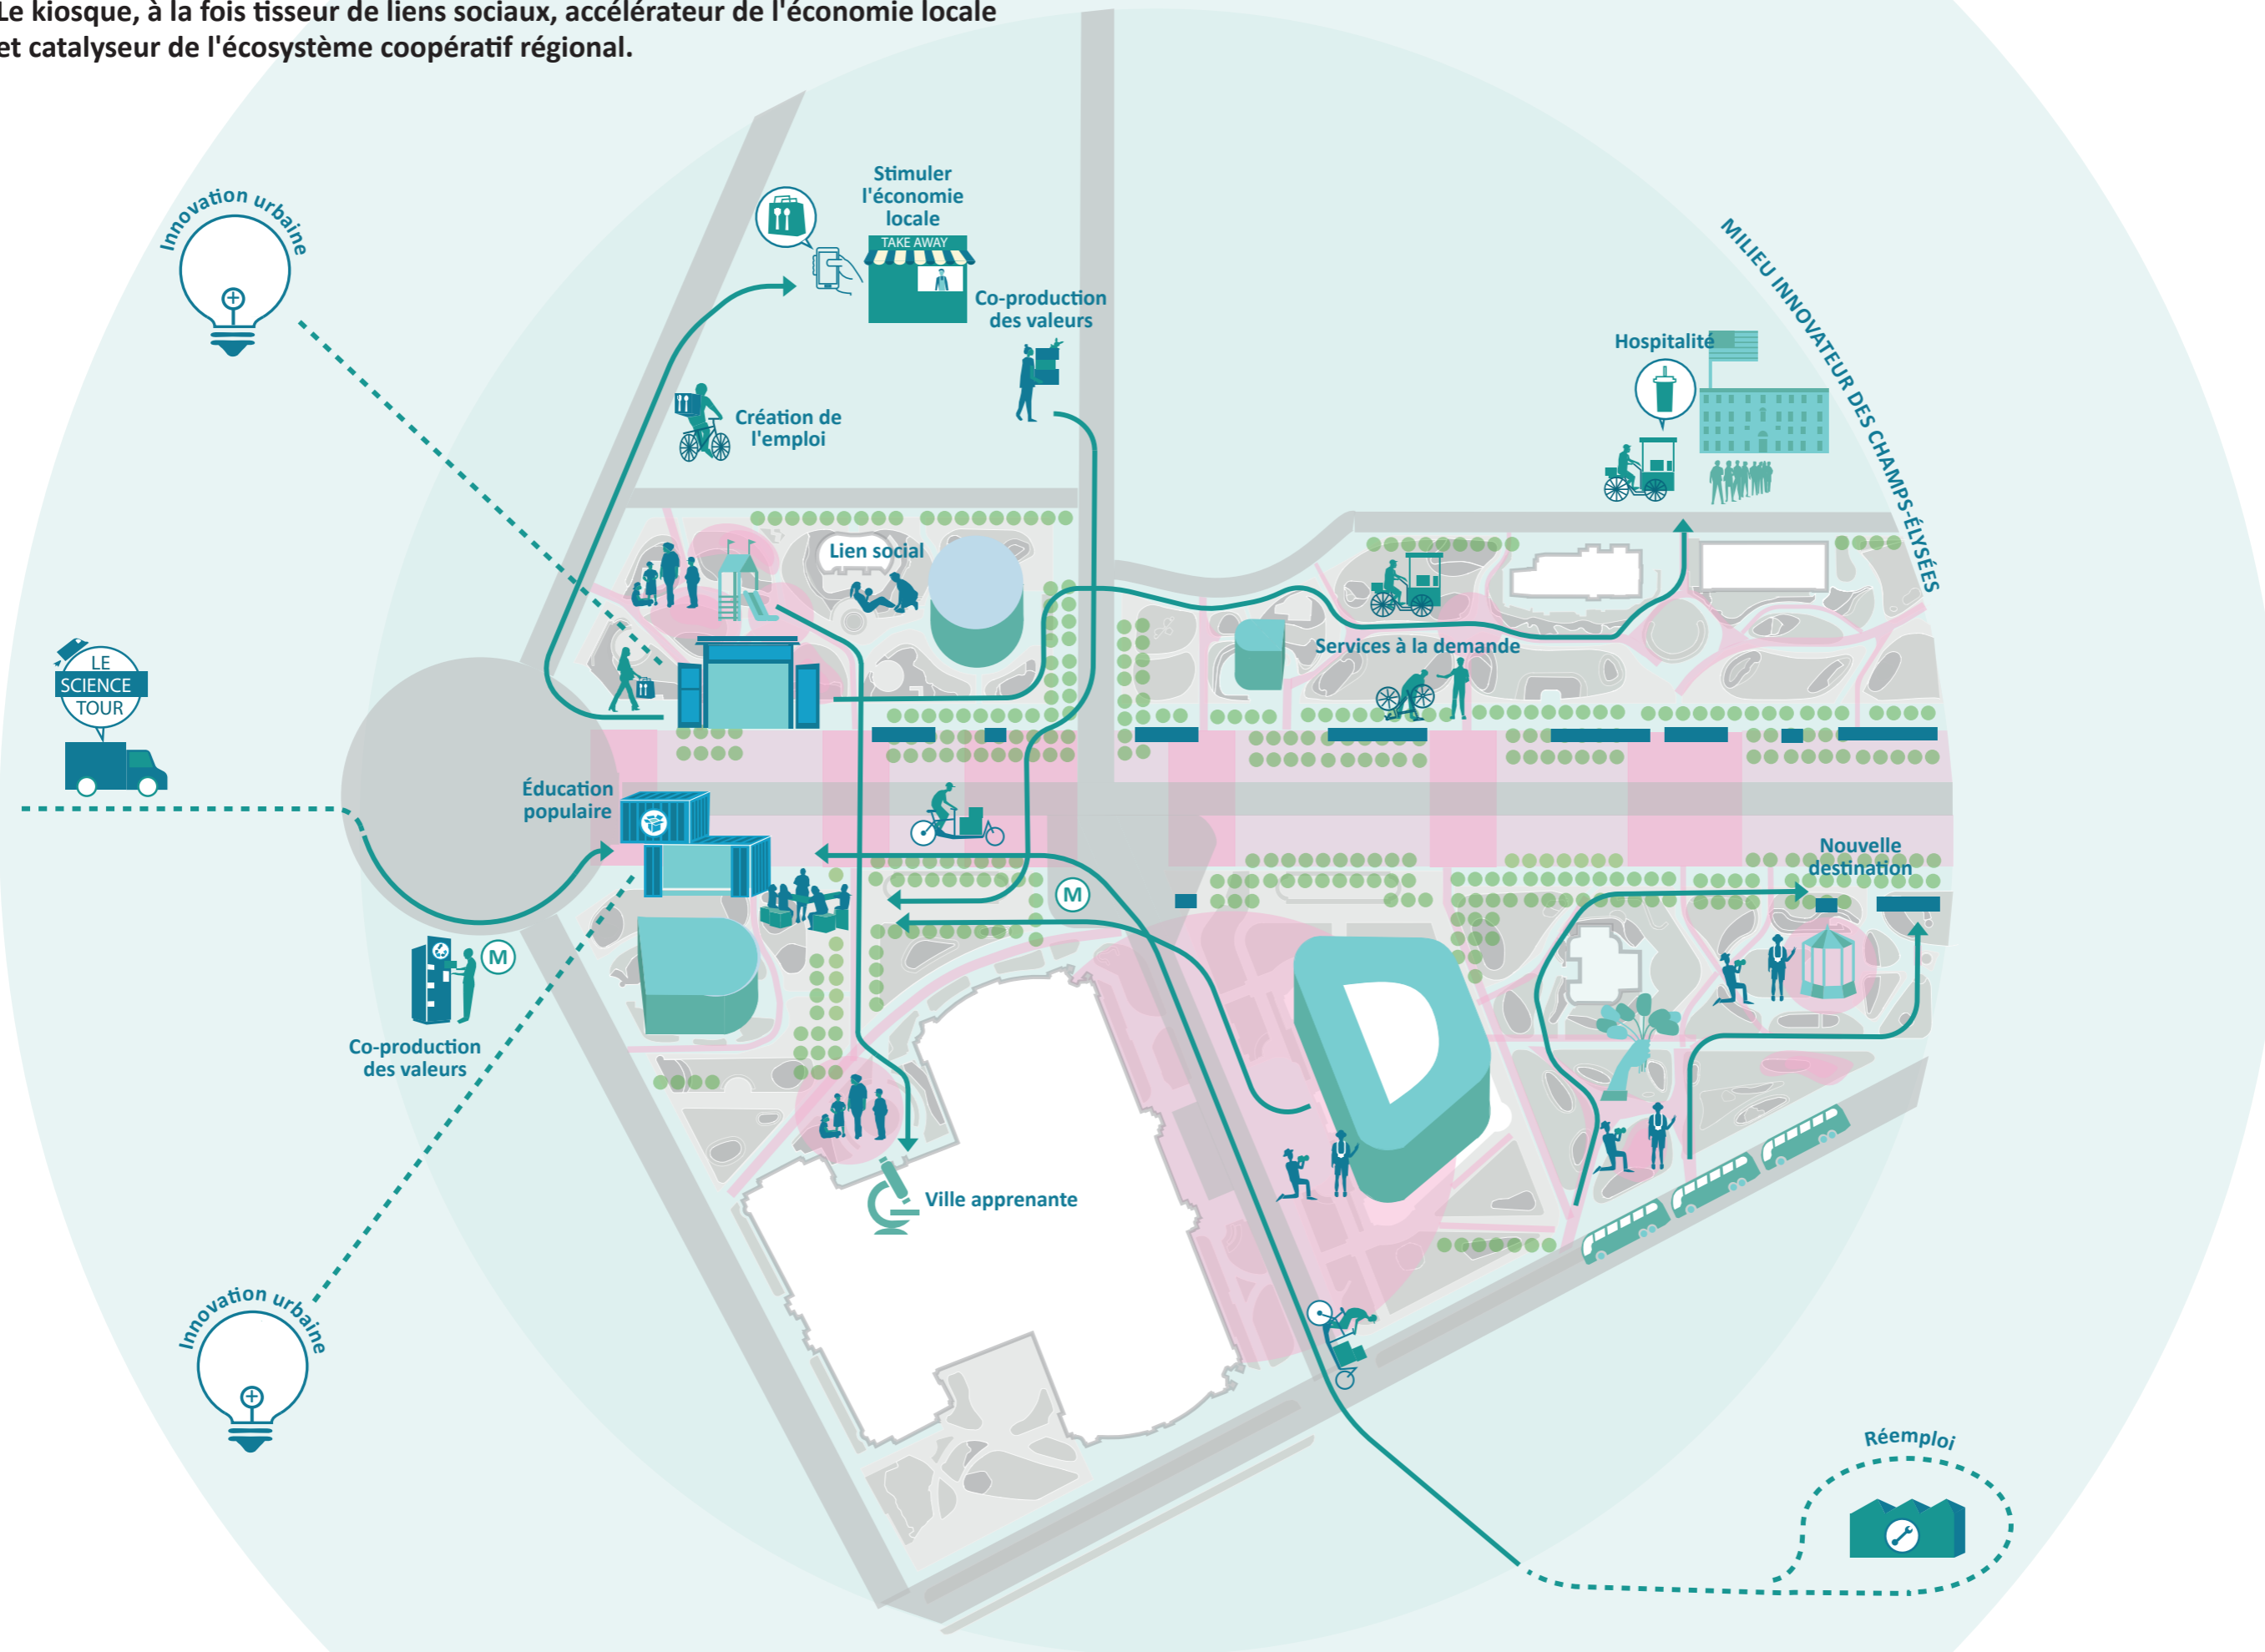 Le kiosque, à la fois tisseur de liens sociaux, accélérateur de l'économie locale
et catalyseur de l'écosystème coopératif régional.
Innovation urbaine
Stimuler
l'économie
locale
TAKE AWAY
Co-production
des valeurs
Création de
l'emploi
Hospitalité
MILIEU INNOVATEUR DES CHAMPS-ÉLYSÉES
Lien social
Services à la demande
LE
SCIENCE
TOUR
Éducation
populaire
Nouvelle
destination
M
M
Co-production
des valeurs
Ville apprenante
Innovation urbaine
Réemploi